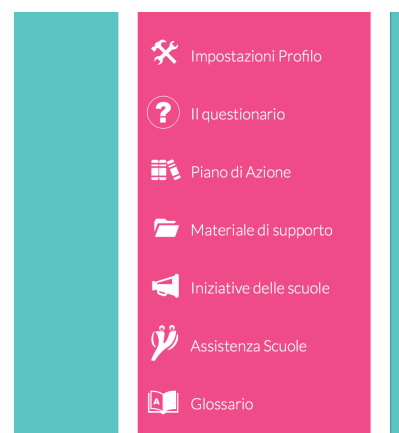 Impostazioni Profilo
Il questionario
Piano di Azione
Materiale di supporto
Iniziative delle scuole
Assistenza Scuole
A
Glossario